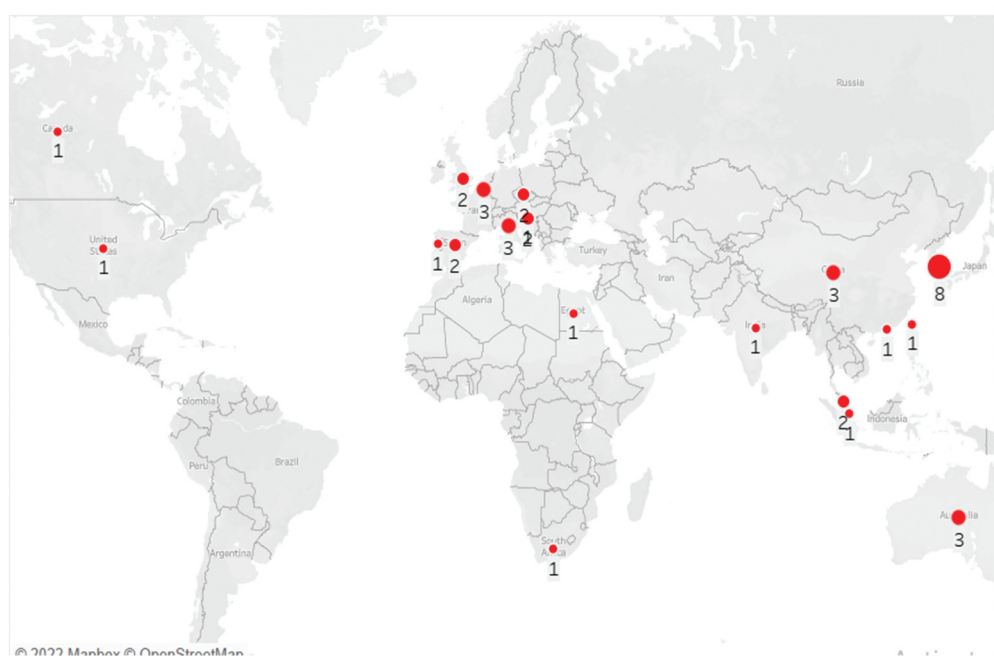 Russia
Canada
1
2
3
2
United
States
1
1
2
3
Turkey
Iran
China
3
Japan
8
Algeria
Egypt
1
India
1
1
1
Mexico
Colombia
2
1
Indonesia
Peru
Brazil
Australia
3
South
Africa
1
Argentina
© 2022 Mapbox © OpenStreetMap